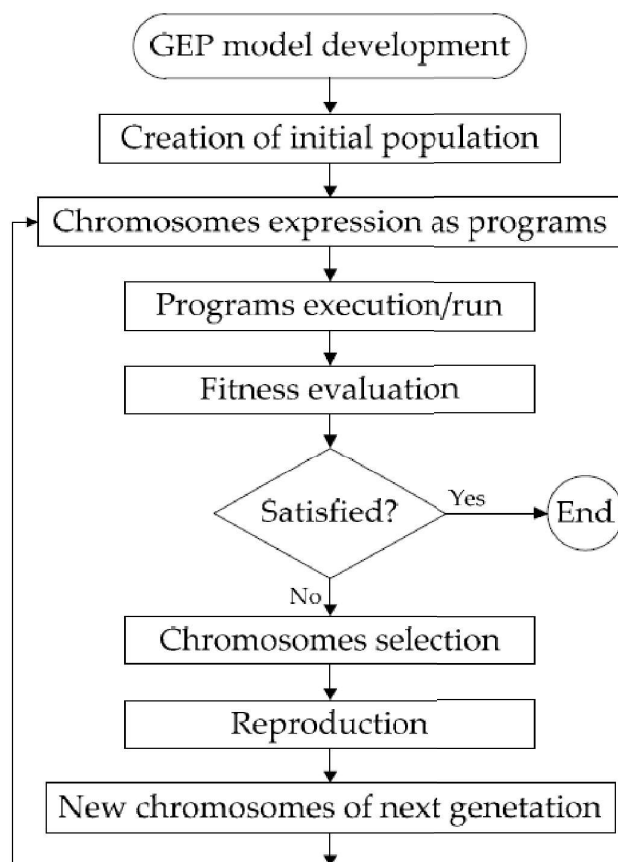 GEP model development
Creation of initial population
Chromosomes expression as programs
Programs execution/run
Fitness evaluation
Satisfied?
Yes
End
No
Chromosomes selection
Reproduction
New chromosomes of next genetation